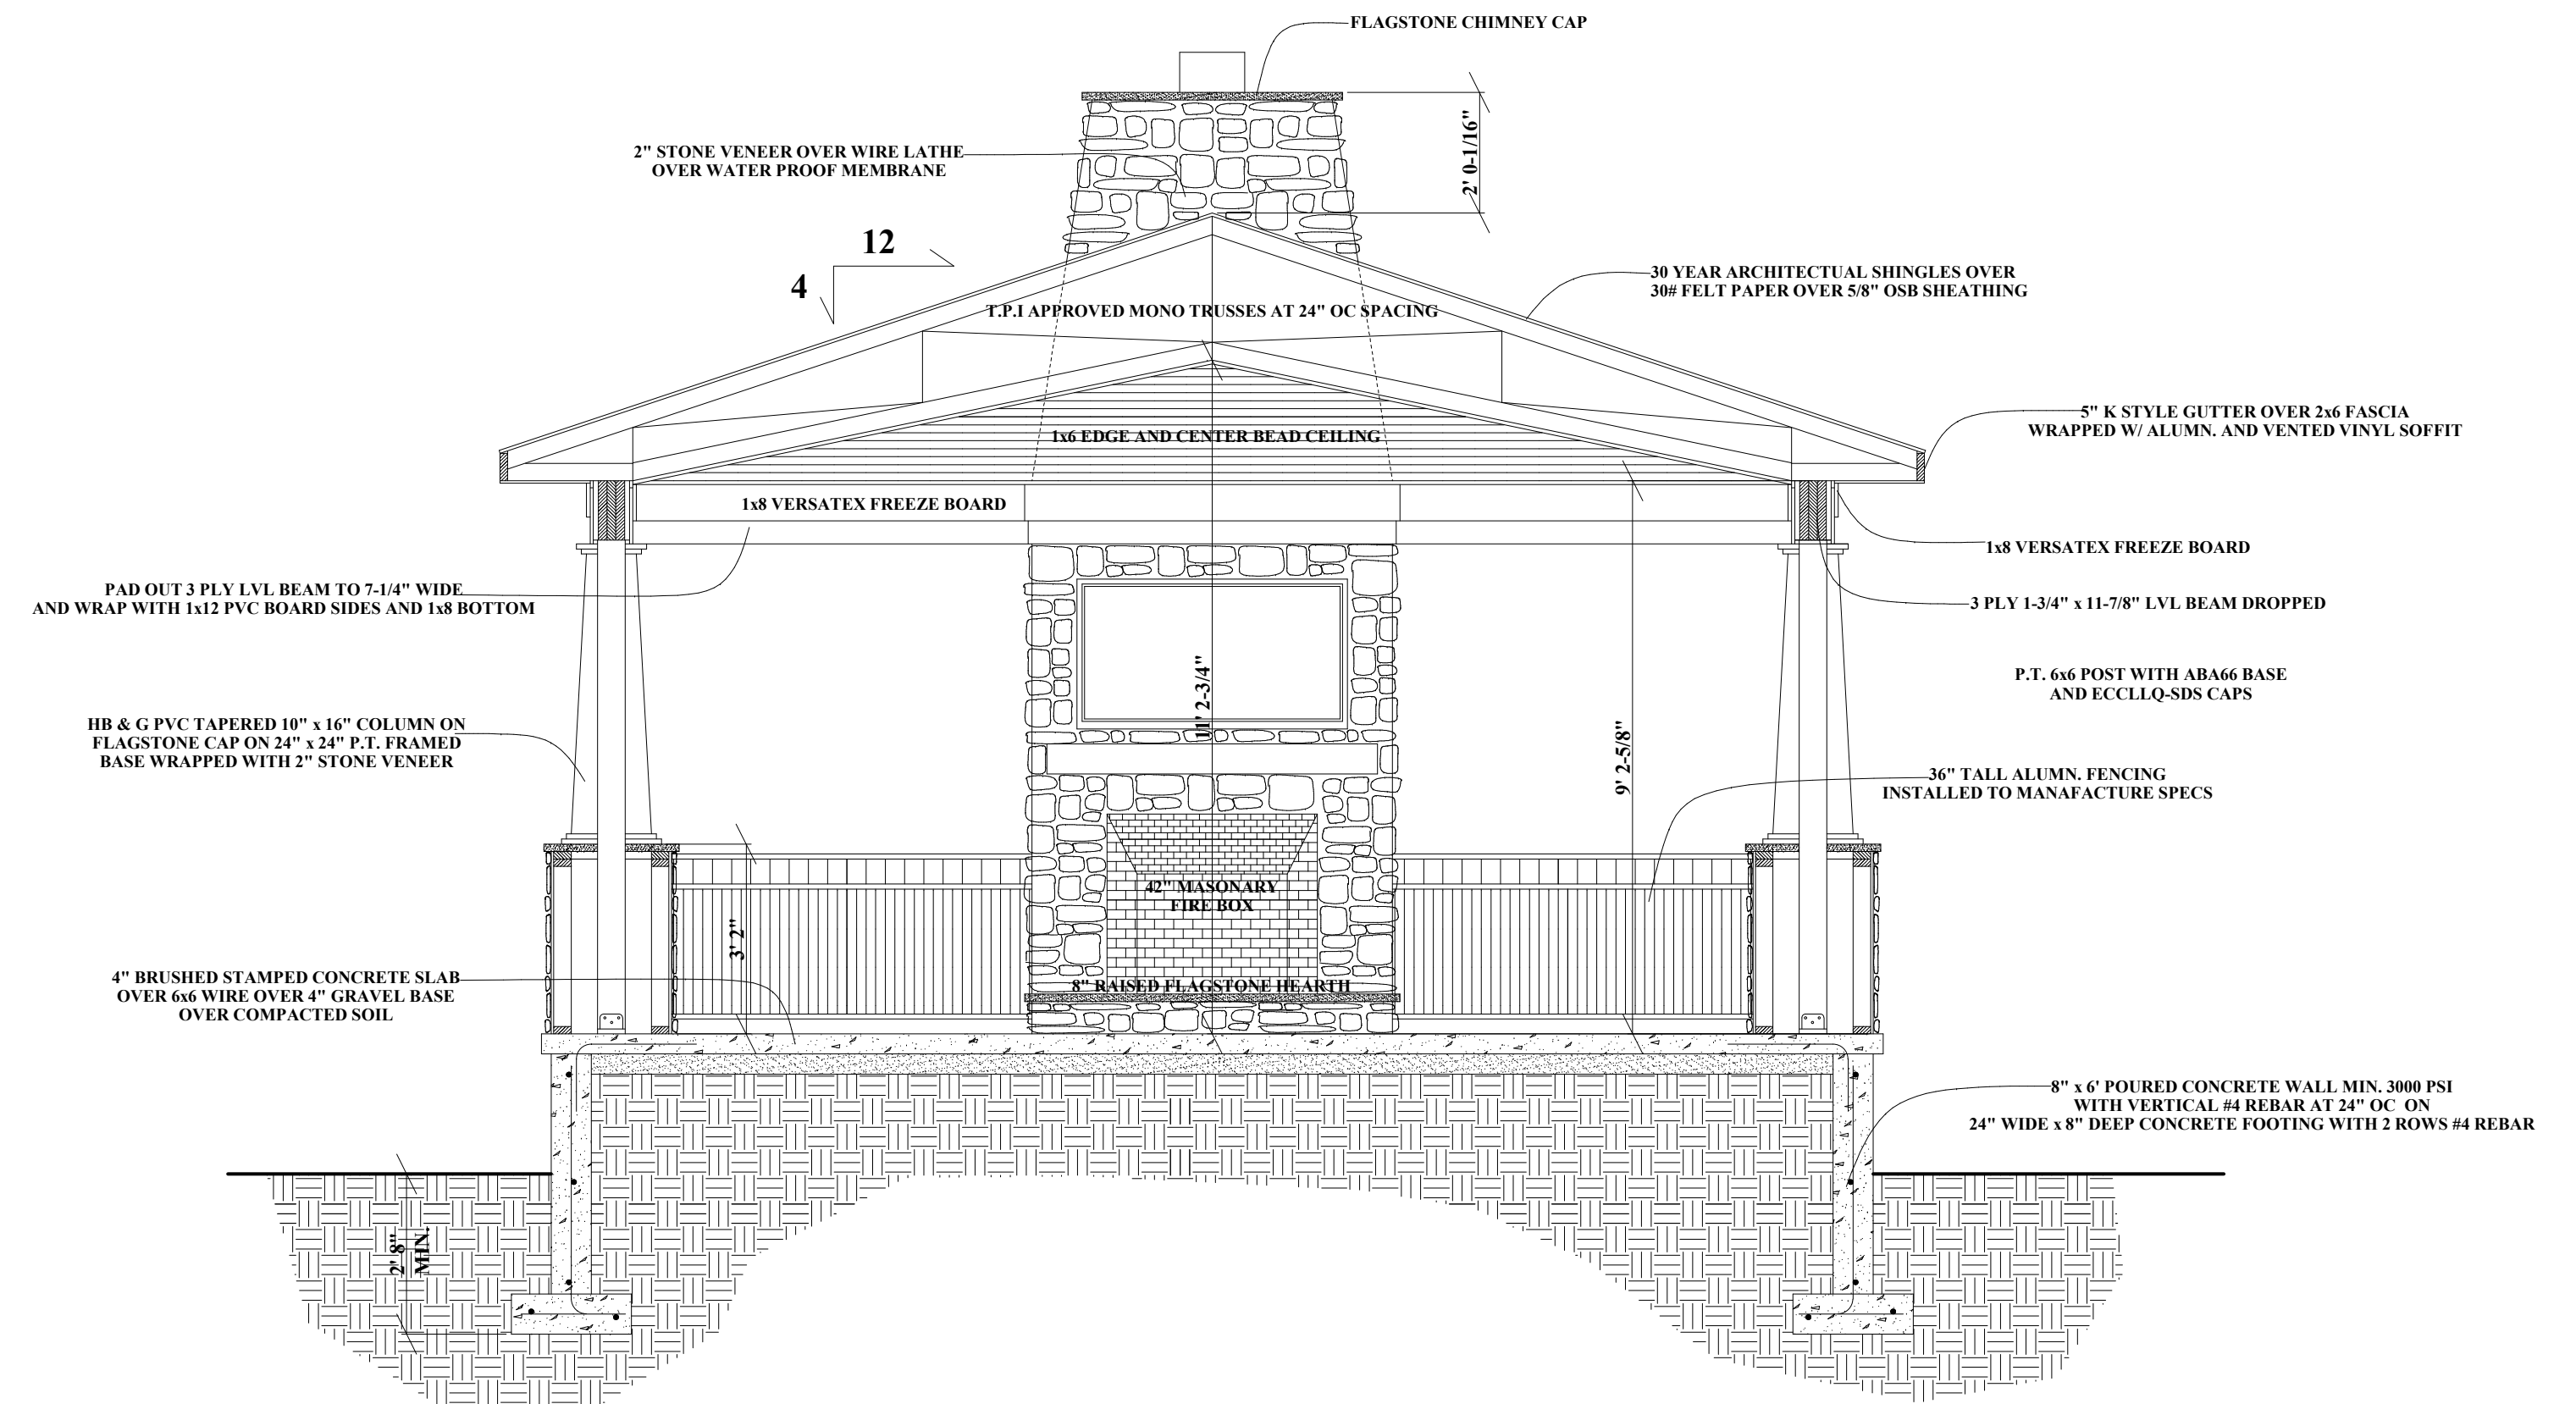 FLAGSTONE CHIMNEY CAP
2" STONE VENEER OVER WIRE LATHE
OVER WATER PROOF MEMBRANE
2' 0-1/16"
12
4
30 YEAR ARCHITECTUAL SHINGLES OVER
30# FELT PAPER OVER 5/8" OSB SHEATHING
T.P.I APPROVED MONO TRUSSES AT 24" OC SPACING
5" K STYLE GUTTER OVER 2x6 FASCIA
WRAPPED W/ ALUMN. AND VENTED VINYL SOFFIT
1x6 EDGE AND CENTER BEAD CEILING
1x8 VERSATEX FREEZE BOARD
1x8 VERSATEX FREEZE BOARD
PAD OUT 3 PLY LVL BEAM TO 7-1/4" WIDE
AND WRAP WITH 1x12 PVC BOARD SIDES AND 1x8 BOTTOM
3 PLY 1-3/4" x 11-7/8" LVL BEAM DROPPED
P.T. 6x6 POST WITH ABA66 BASE
AND ECCLLQ-SDS CAPS
11' 2-3/4"
9' 2-5/8"
HB & G PVC TAPERED 10" x 16" COLUMN ON
FLAGSTONE CAP ON 24" x 24" P.T. FRAMED
BASE WRAPPED WITH 2" STONE VENEER
36" TALL ALUMN. FENCING
INSTALLED TO MANAFACTURE SPECS
42" MASONARY
FIRE BOX
3' 2"
4" BRUSHED STAMPED CONCRETE SLAB
OVER 6x6 WIRE OVER 4" GRAVEL BASE
OVER COMPACTED SOIL
8" RAISED FLAGSTONE HEARTH
8" x 6' POURED CONCRETE WALL MIN. 3000 PSI
WITH VERTICAL #4 REBAR AT 24" OC ON
24" WIDE x 8" DEEP CONCRETE FOOTING WITH 2 ROWS #4 REBAR
2' 8"
MIN.